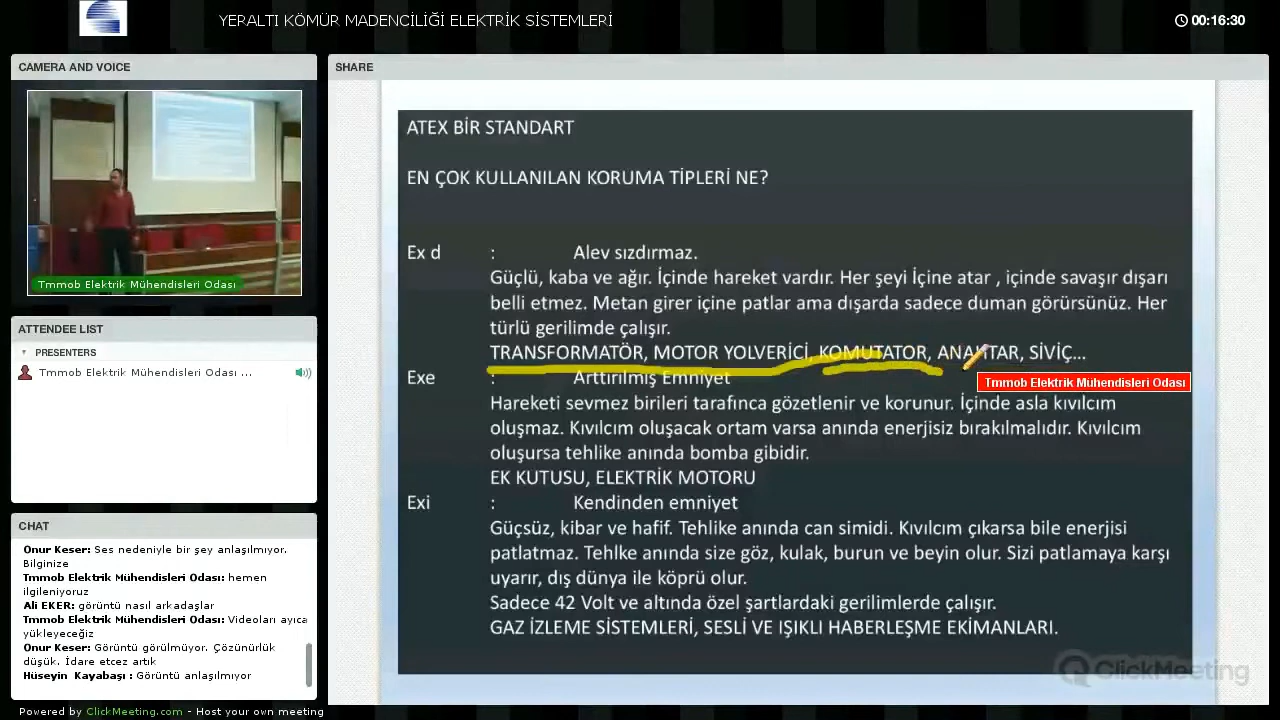 YERALTI KÖMÜR MADENCİLİĞİ ELEKTRİK SİSTEMLERİ
00:16:30
CAMERA AND VOICE
Tmmob Elektrik Mühendisleri Odası
ATTENDEE LIST
PRESENTERS
Tmmob Elektrik Mühendisleri Odası ...
CHAT
Onur Keser: Ses nedeniyle bir şey anlaşılmıyor.
Bilginize
Tmmob Elektrik Mühendisleri Odası: hemen
ilgileniyoruz
Ali EKER: görüntü nasıl arkadaşlar
Tmmob Elektrik Mühendisleri Odası: Videoları ayıca
yükleyeceğiz
Onur Keser: Görüntü görülmüyor. Çözünülük
düşük. İdare etcez artık
Hüseyin Kayabaşı : Görüntü anlaşılmıyor
Powered by ClickMeeting.com - Host your own meeting
SHARE
ATEX BİR STANDART
EN ÇOK KULLANILAN KORUMA TİPLERİ NE?
Ex d : Alev sızdırmaz.
Güçlü, kaba ve ağır. İçinde hareket vardır. Her şeyi İçine atar , içinde savaşır dışarı
belli etmez. Metan girer içine patlar ama dışarda sadece duman görürsünüz. Her
türlü gerilimde çalışır.
TRANSFORMATÖR, MOTOR YOLVERİCİ, KOMUTATOR, ANAHTAR, SİVİÇ...
Exe : Arttırılmış Emniyet
Tmmob Elektrik Mühendisleri Odası
Hareketi sevmez birileri tarafınca gözetlenir ve korunur. İçinde asla kıvılcım
oluşmaz. Kıvılcım oluşacak ortam varsa anında enerjisiz bırakılmalıdır. Kıvılcım
oluşursa tehlike anında bomba gibidir.
EK KUTUSU, ELEKTRİK MOTORU
Exi : Kendinden emniyet
Gücsüz, kibar ve hafif. Tehlike anında can simidi. Kıvılcım çıkarsa bile enerjisi
patlatmaz. Tehlke anında size göz, kulak, burun ve beyin olur. Sizi patlamaya karşı
uyarır, dış dünya ile köprü olur.
Sadece 42 Volt ve altında özel şartlardaki gerilimlerde çalışır.
GAZ İZLEME SİSTEMLERİ, SESLİ VE IŞIKLI HABERLEŞME EKİMANLARI.
ClickMeeting